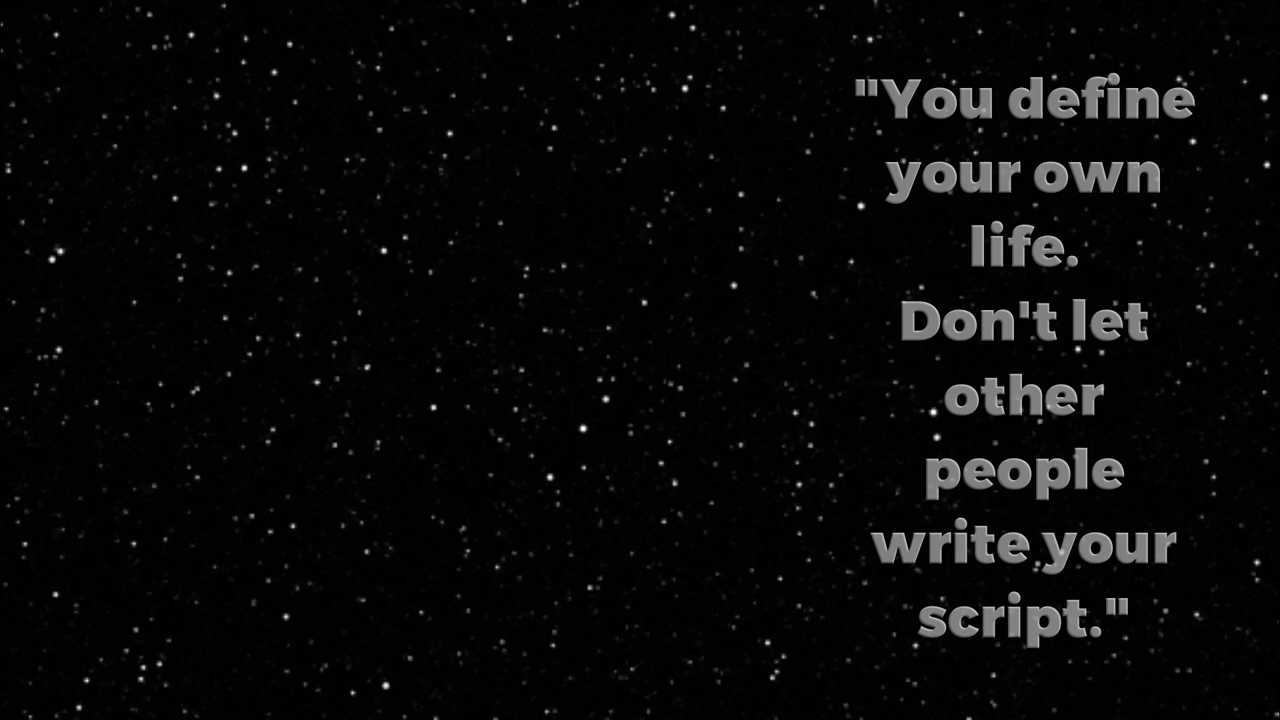 "You define
your own
life.
Don't let
other
people
write your
script."